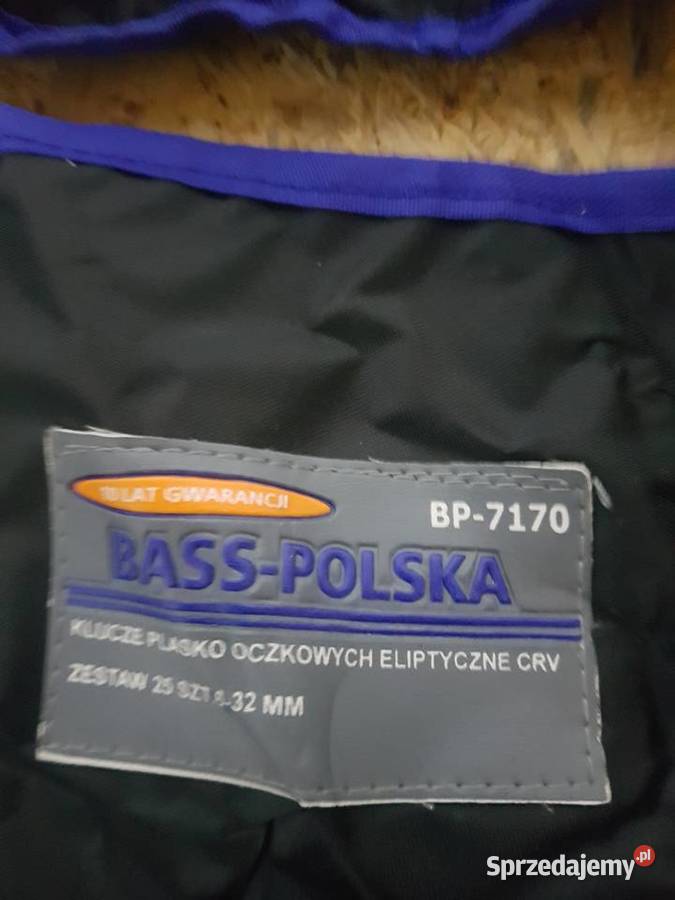 10 LAT GWARANCJI
BP-7170
BASS-POLSKA
KLUCZE PLASKO OCZKOWYCH ELIPTYCZNE CRV
ZESTAW 25 SZT 6-32 MM
Sprzedajemy.pl